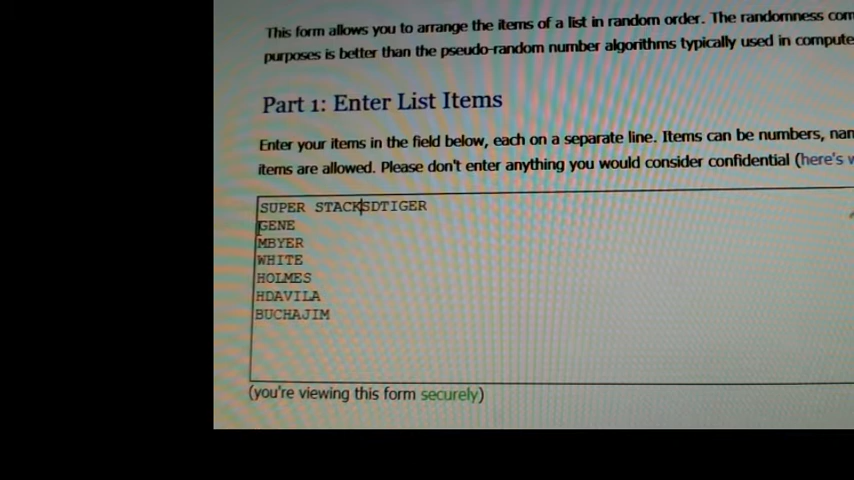 This form allows you to arrange the items of a list in random order. The randomness com
purposes is better than the pseudo-random number algorithms typically used in compute
Part 1: Enter List Items
Enter your items in the field below, each on a separate line. Items can be numbers, nam
items are allowed. Please don't enter anything you would consider confidential (here's w
SUPER STACKSDTIGER
GENE
MBYER
WHITE
HOLMES
HDAVILA
BUCHAJIM
(you're viewing this form securely)